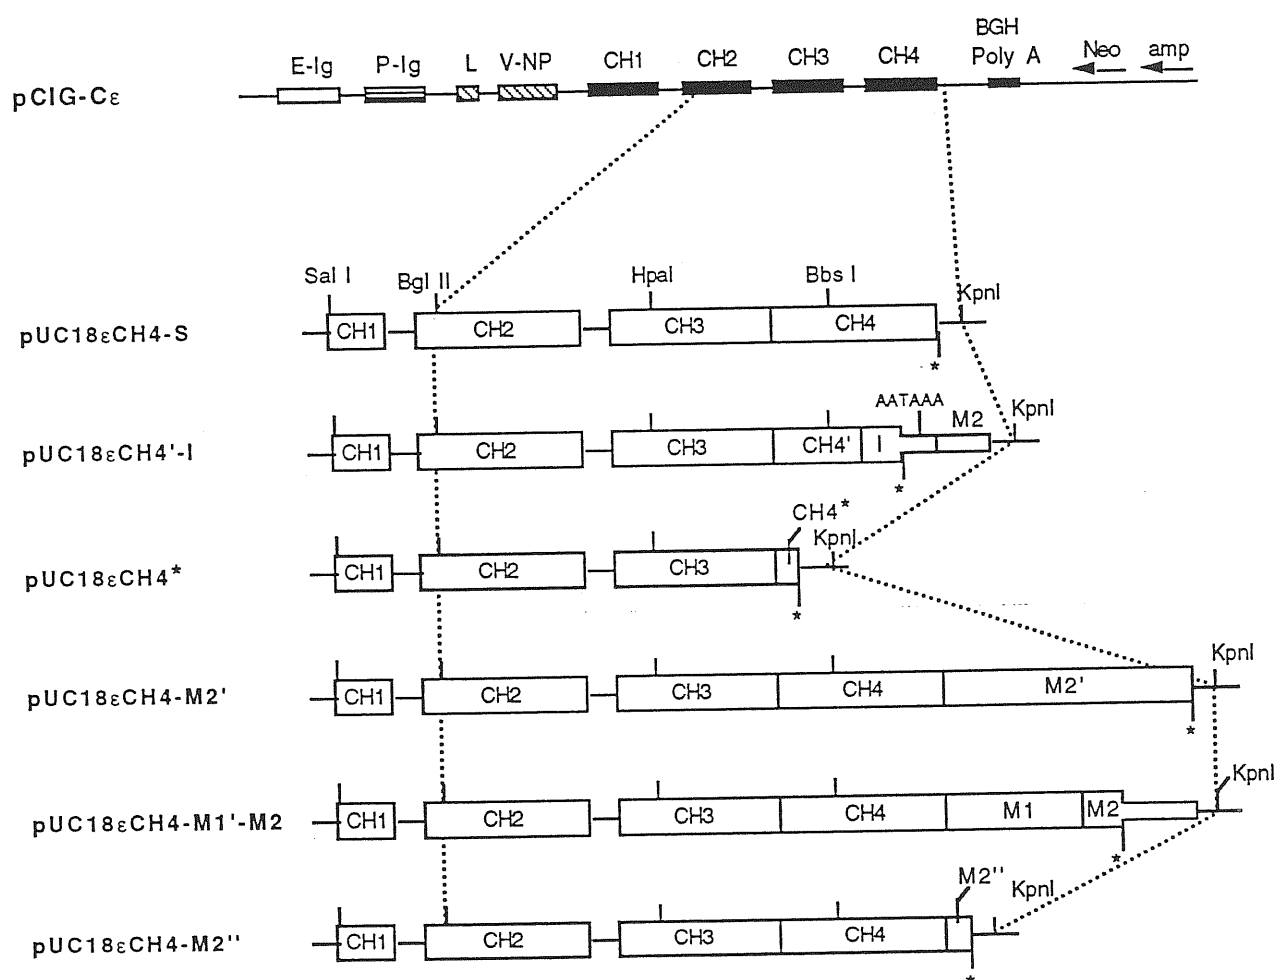 BGH
E-Ig P-Ig L V-NP CH1 CH2 CH3 CH4 Poly A Neo amp
pCIG-Cε
Sal I Bgl II HpaI Bbs I KpnI
pUC18εCH4-S CH1 CH2 CH3 CH4
*
AATAAA M2 KpnI
pUC18εCH4'-I CH1 CH2 CH3 CH4' I
*
CH4* KpnI
pUC18εCH4* CH1 CH2 CH3
*
KpnI
pUC18εCH4-M2' CH1 CH2 CH3 CH4 M2'
*
KpnI
pUC18εCH4-M1'-M2 CH1 CH2 CH3 CH4 M1 M2
*
M2'' KpnI
pUC18εCH4-M2'' CH1 CH2 CH3 CH4
*